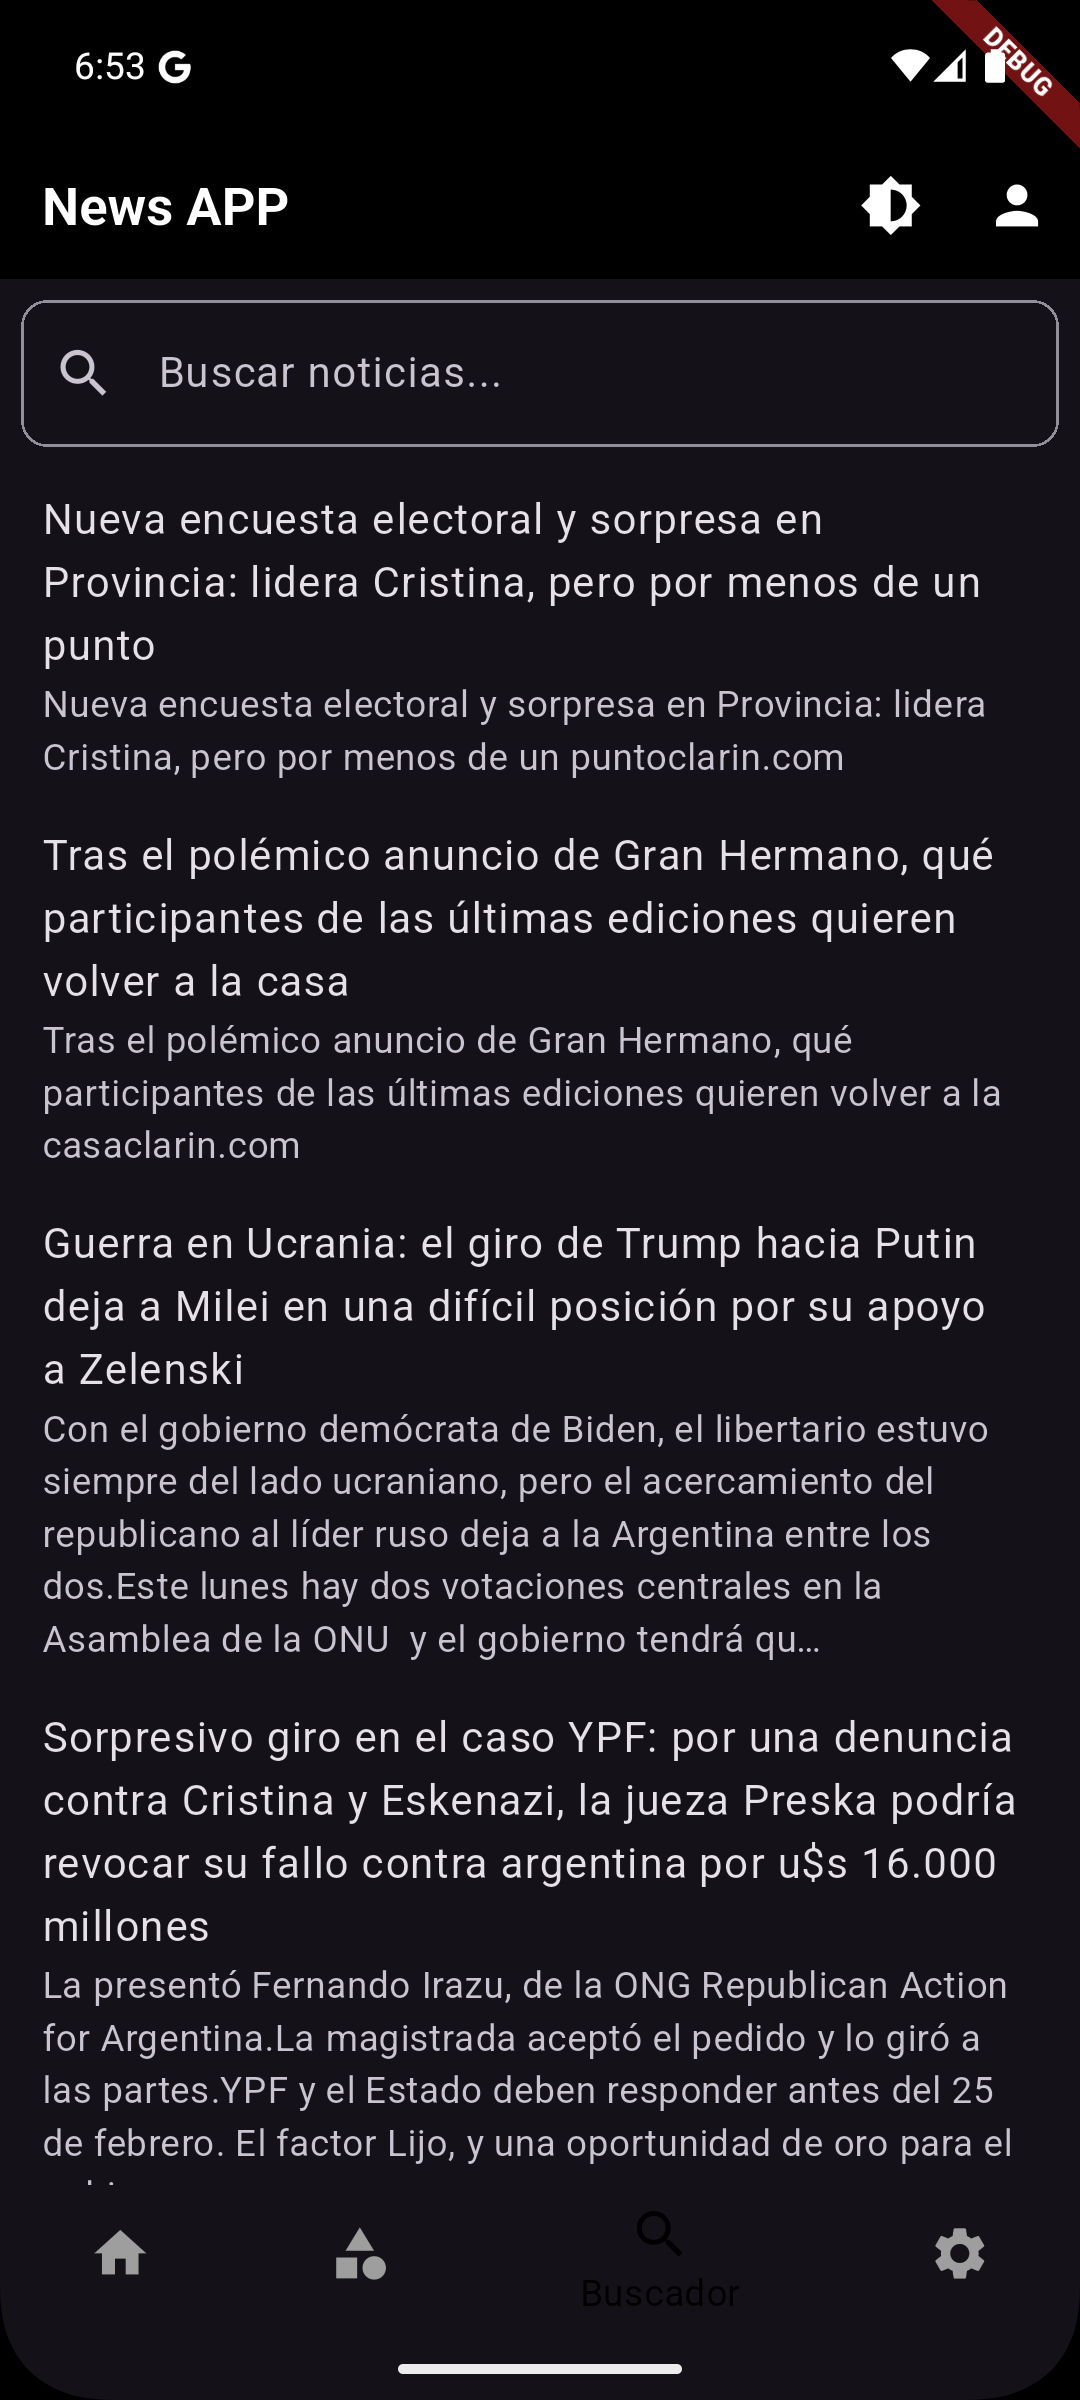 6:53
DEBUG
News APP
Buscar noticias...
Nueva encuesta electoral y sorpresa en
Provincia: lidera Cristina, pero por menos de un
punto
Nueva encuesta electoral y sorpresa en Provincia: lidera
Cristina, pero por menos de un puntoclarin.com
Tras el polémico anuncio de Gran Hermano, qué
participantes de las últimas ediciones quieren
volver a la casa
Tras el polémico anuncio de Gran Hermano, qué
participantes de las últimas ediciones quieren volver a la
casaclarin.com
Guerra en Ucrania: el giro de Trump hacia Putin
deja a Milei en una difícil posición por su apoyo
a Zelenski
Con el gobierno demócrata de Biden, el libertario estuvo
siempre del lado ucraniano, pero el acercamiento del
republicano al líder ruso deja a la Argentina entre los
dos.Este lunes hay dos votaciones centrales en la
Asamblea de la ONU  y el gobierno tendrá qu…
Sorpresivo giro en el caso YPF: por una denuncia
contra Cristina y Eskenazi, la jueza Preska podría
revocar su fallo contra argentina por u$s 16.000
millones
La presentó Fernando Irazu, de la ONG Republican Action
for Argentina.La magistrada aceptó el pedido y lo giró a
las partes.YPF y el Estado deben responder antes del 25
de febrero. El factor Lijo, y una oportunidad de oro para el
Buscador